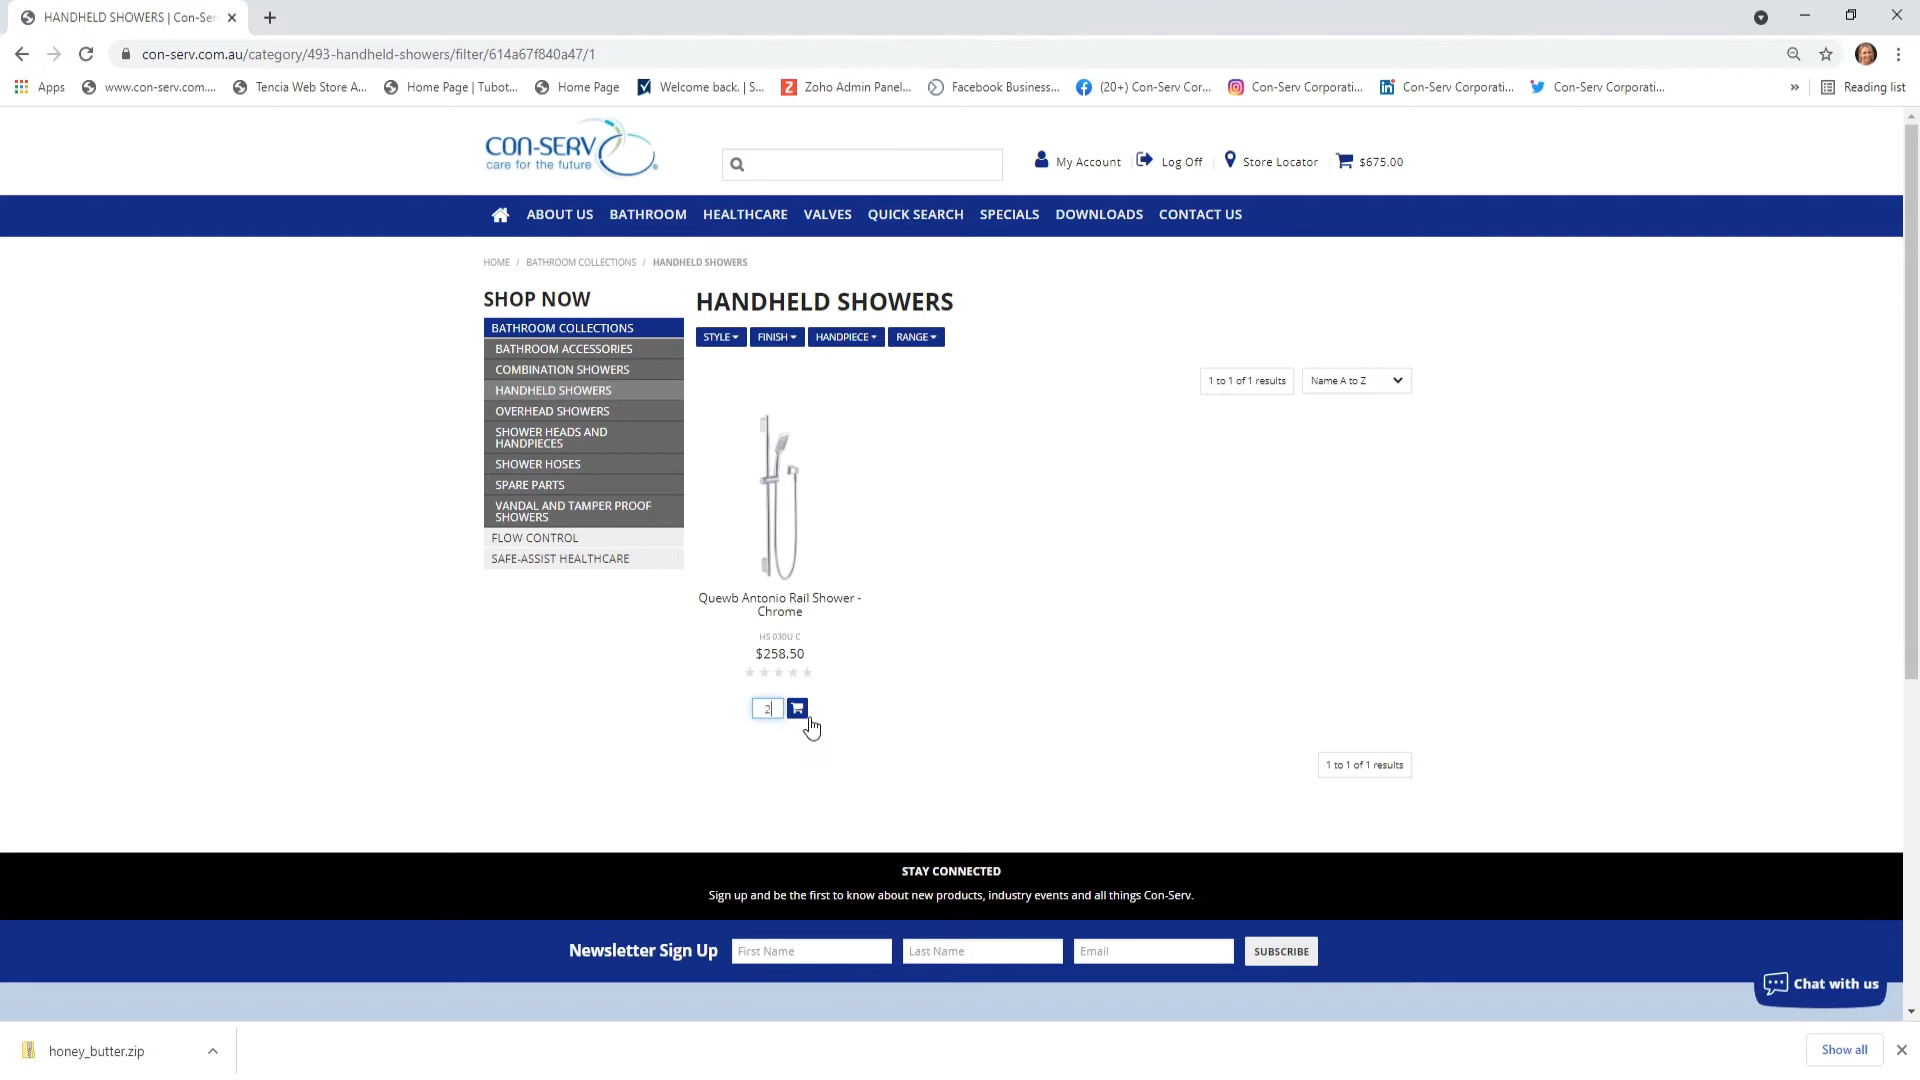 HANDHELD SHOWERS | Con-Ser
con-serv.com.au/category/493-handheld-showers/filter/614a67f840a47/1
Apps www.con-serv.com.... Tencia Web Store A... Home Page | Tubot... Home Page Welcome back. | S... Zoho Admin Panel... Facebook Business... (20+) Con-Serv Cor... Con-Serv Corporati... Con-Serv Corporati... Con-Serv Corporati... » Reading list
CON-SERV
care for the future
My Account Log Off Store Locator $675.00
ABOUT US BATHROOM HEALTHCARE VALVES QUICK SEARCH SPECIALS DOWNLOADS CONTACT US
HOME / BATHROOM COLLECTIONS / HANDHELD SHOWERS
SHOP NOW
BATHROOM COLLECTIONS
BATHROOM ACCESSORIES
COMBINATION SHOWERS
HANDHELD SHOWERS
OVERHEAD SHOWERS
SHOWER HEADS AND
HANDPIECES
SHOWER HOSES
SPARE PARTS
VANDAL AND TAMPER PROOF
SHOWERS
FLOW CONTROL
SAFE-ASSIST HEALTHCARE
HANDHELD SHOWERS
STYLE FINISH HANDPIECE RANGE
1 to 1 of 1 results Name A to Z
Quewb Antonio Rail Shower -
Chrome
HS 030U C
$258.50
2
1 to 1 of 1 results
STAY CONNECTED
Sign up and be the first to know about new products, industry events and all things Con-Serv.
Newsletter Sign Up First Name Last Name Email SUBSCRIBE
Chat with us
honey_butter.zip Show all